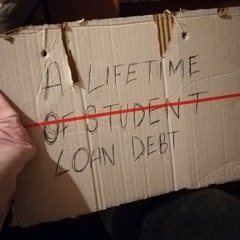 A LIFETIME
OF STUDENT
LOAN DEBT